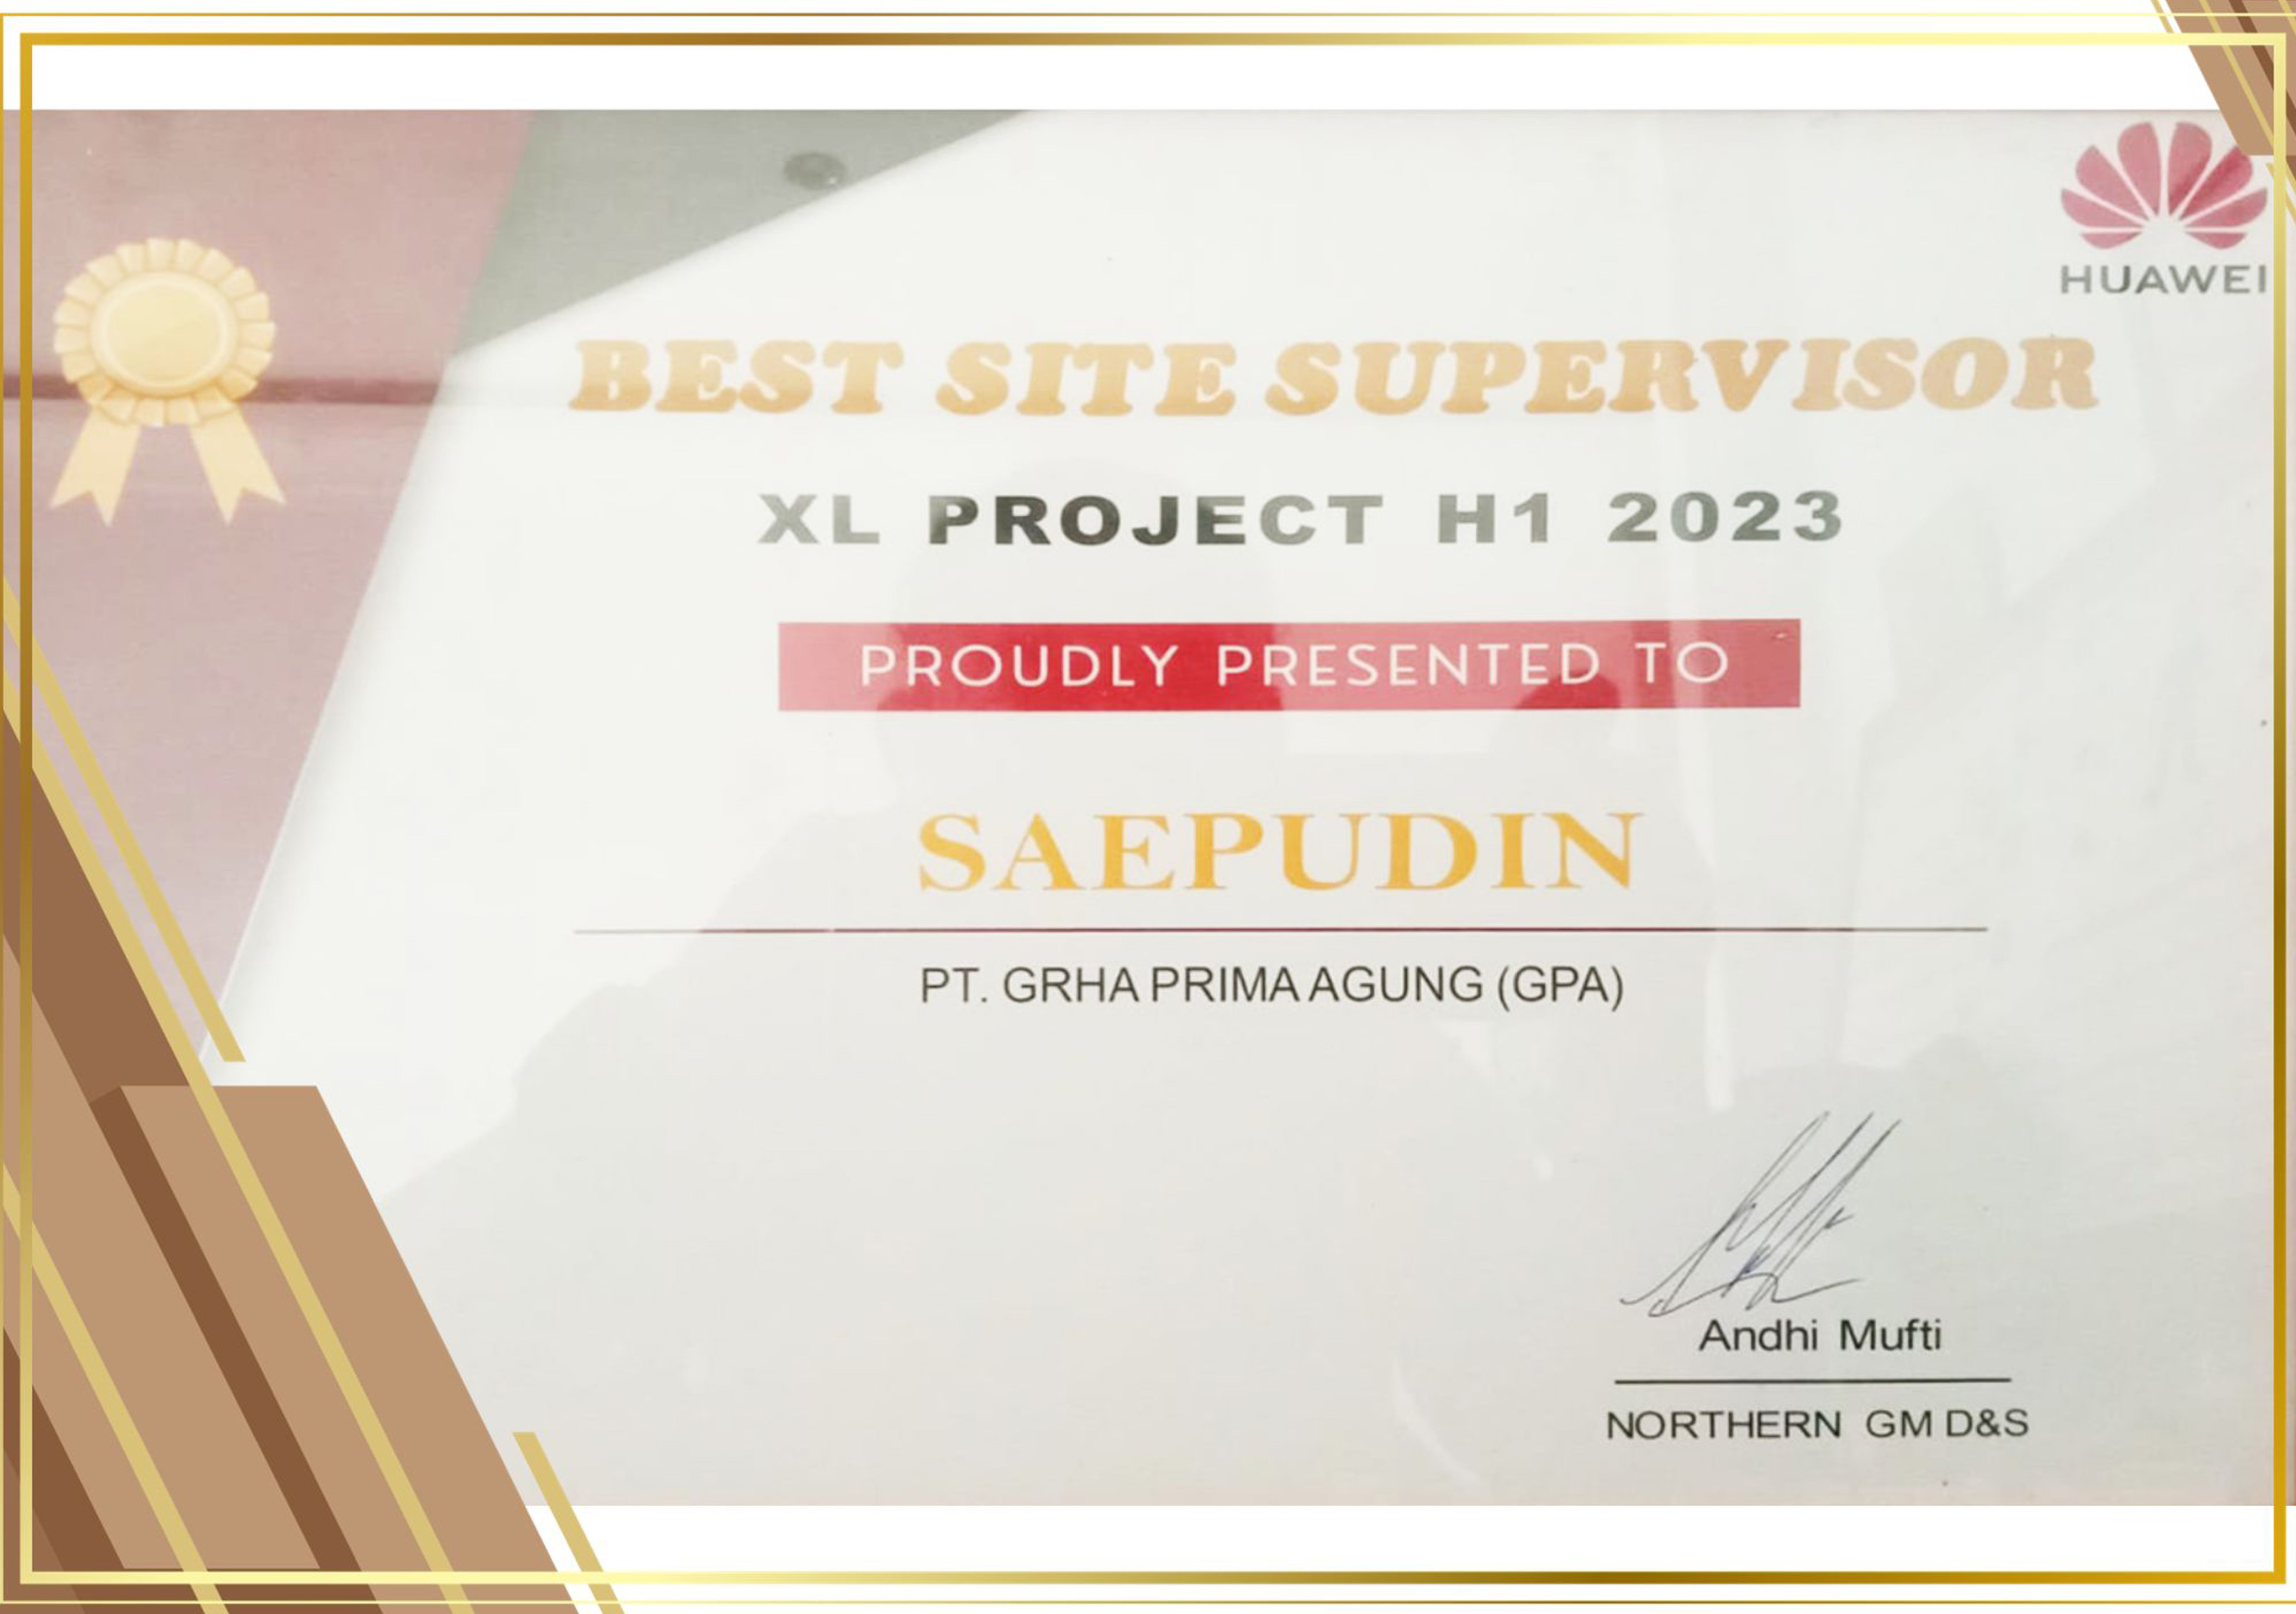 HUAWEI
BEST SITE SUPERVISOR
XL PROJECT H1 2023
PROUDLY PRESENTED TO
SAEPUDIN
PT. GRHA PRIMA AGUNG (GPA)
Andhi Mufti
NORTHERN GM D&S